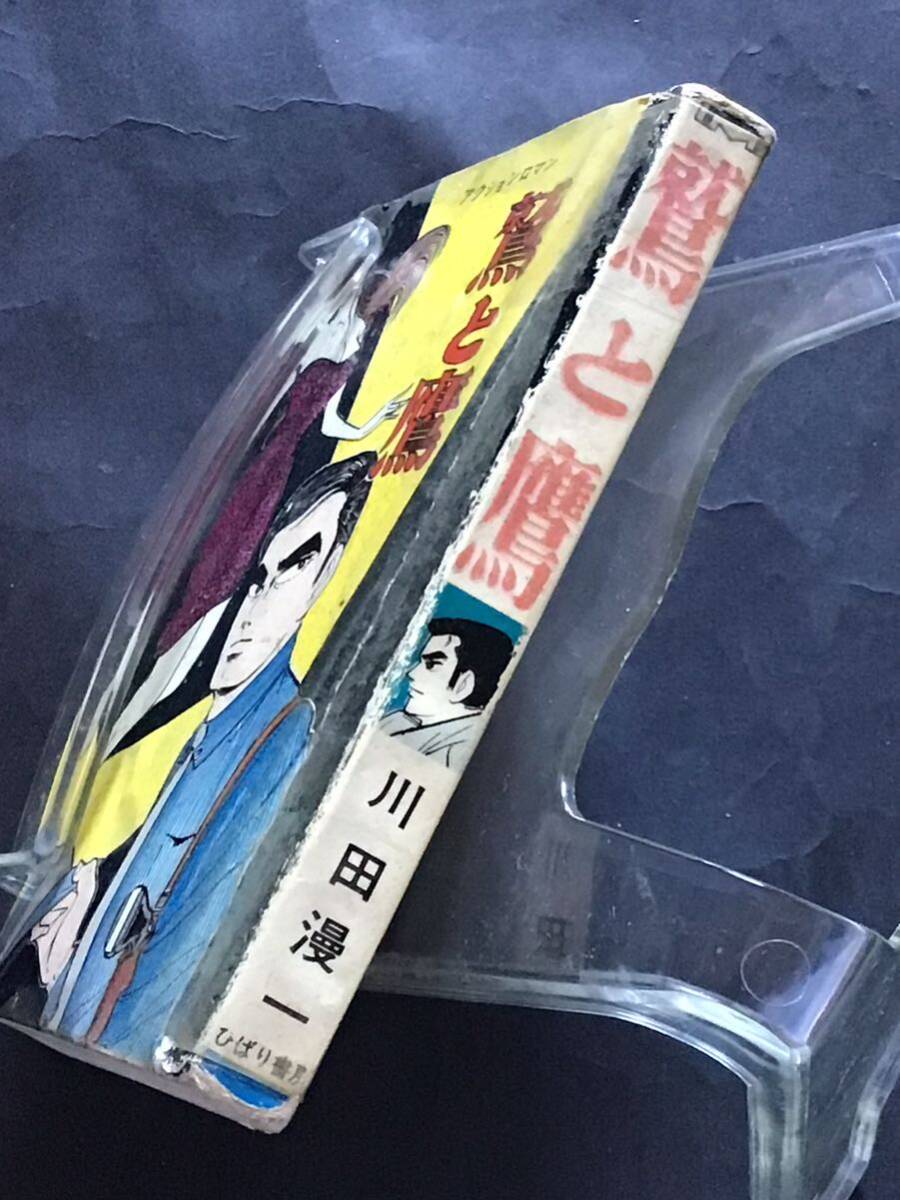 アクションロマン
鷲と鷹
鷲と鷹
川田漫一
ひばり書房